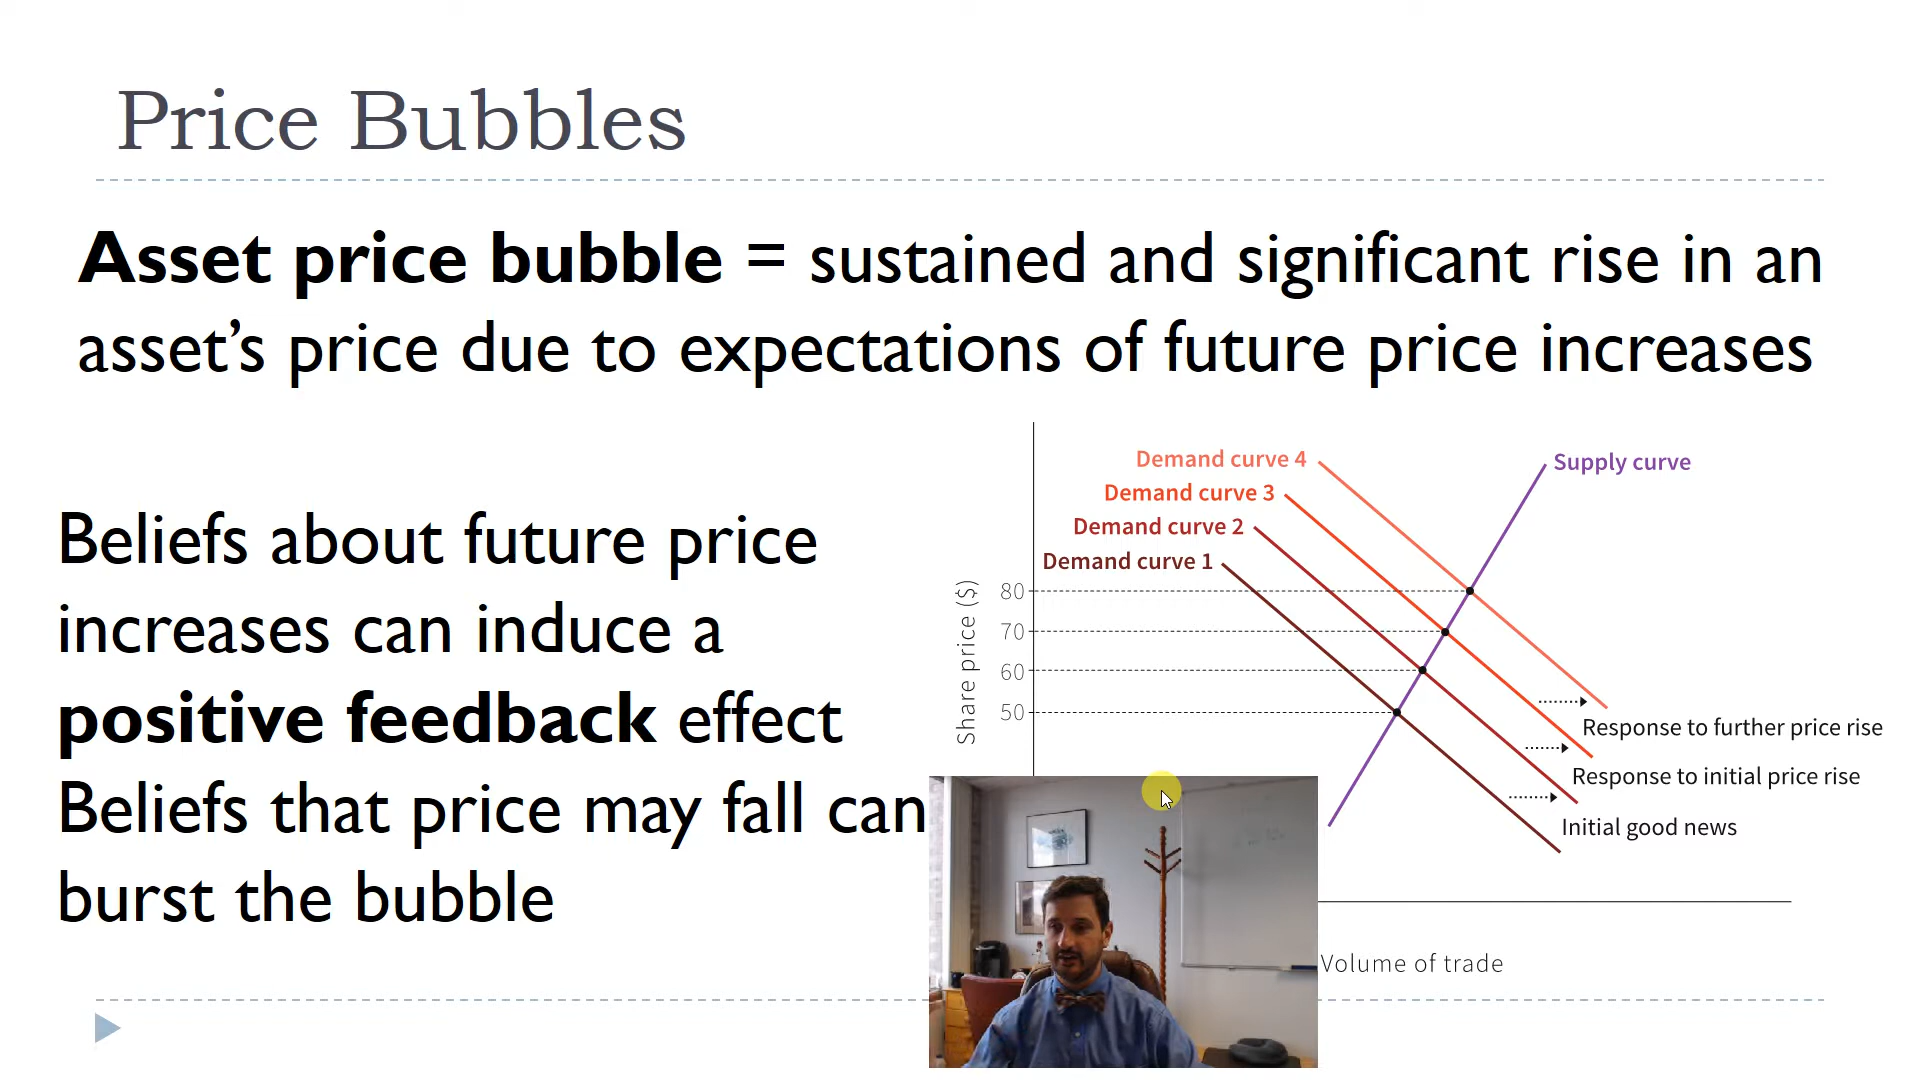 Price Bubbles
Asset price bubble = sustained and significant rise in an
asset’s price due to expectations of future price increases
Beliefs about future price
increases can induce a
positive feedback effect
Beliefs that price may fall can
burst the bubble
Demand curve 4
Supply curve
Demand curve 3
Demand curve 2
Demand curve 1
Share price ($)
80
70
60
50
Response to further price rise
Response to initial price rise
Initial good news
Volume of trade